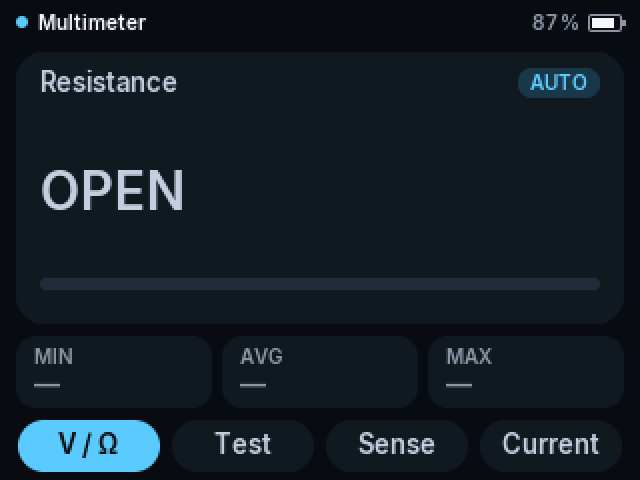 Multimeter
87%
Resistance
AUTO
OPEN
MIN
—
AVG
—
MAX
—
V / Ω
Test
Sense
Current